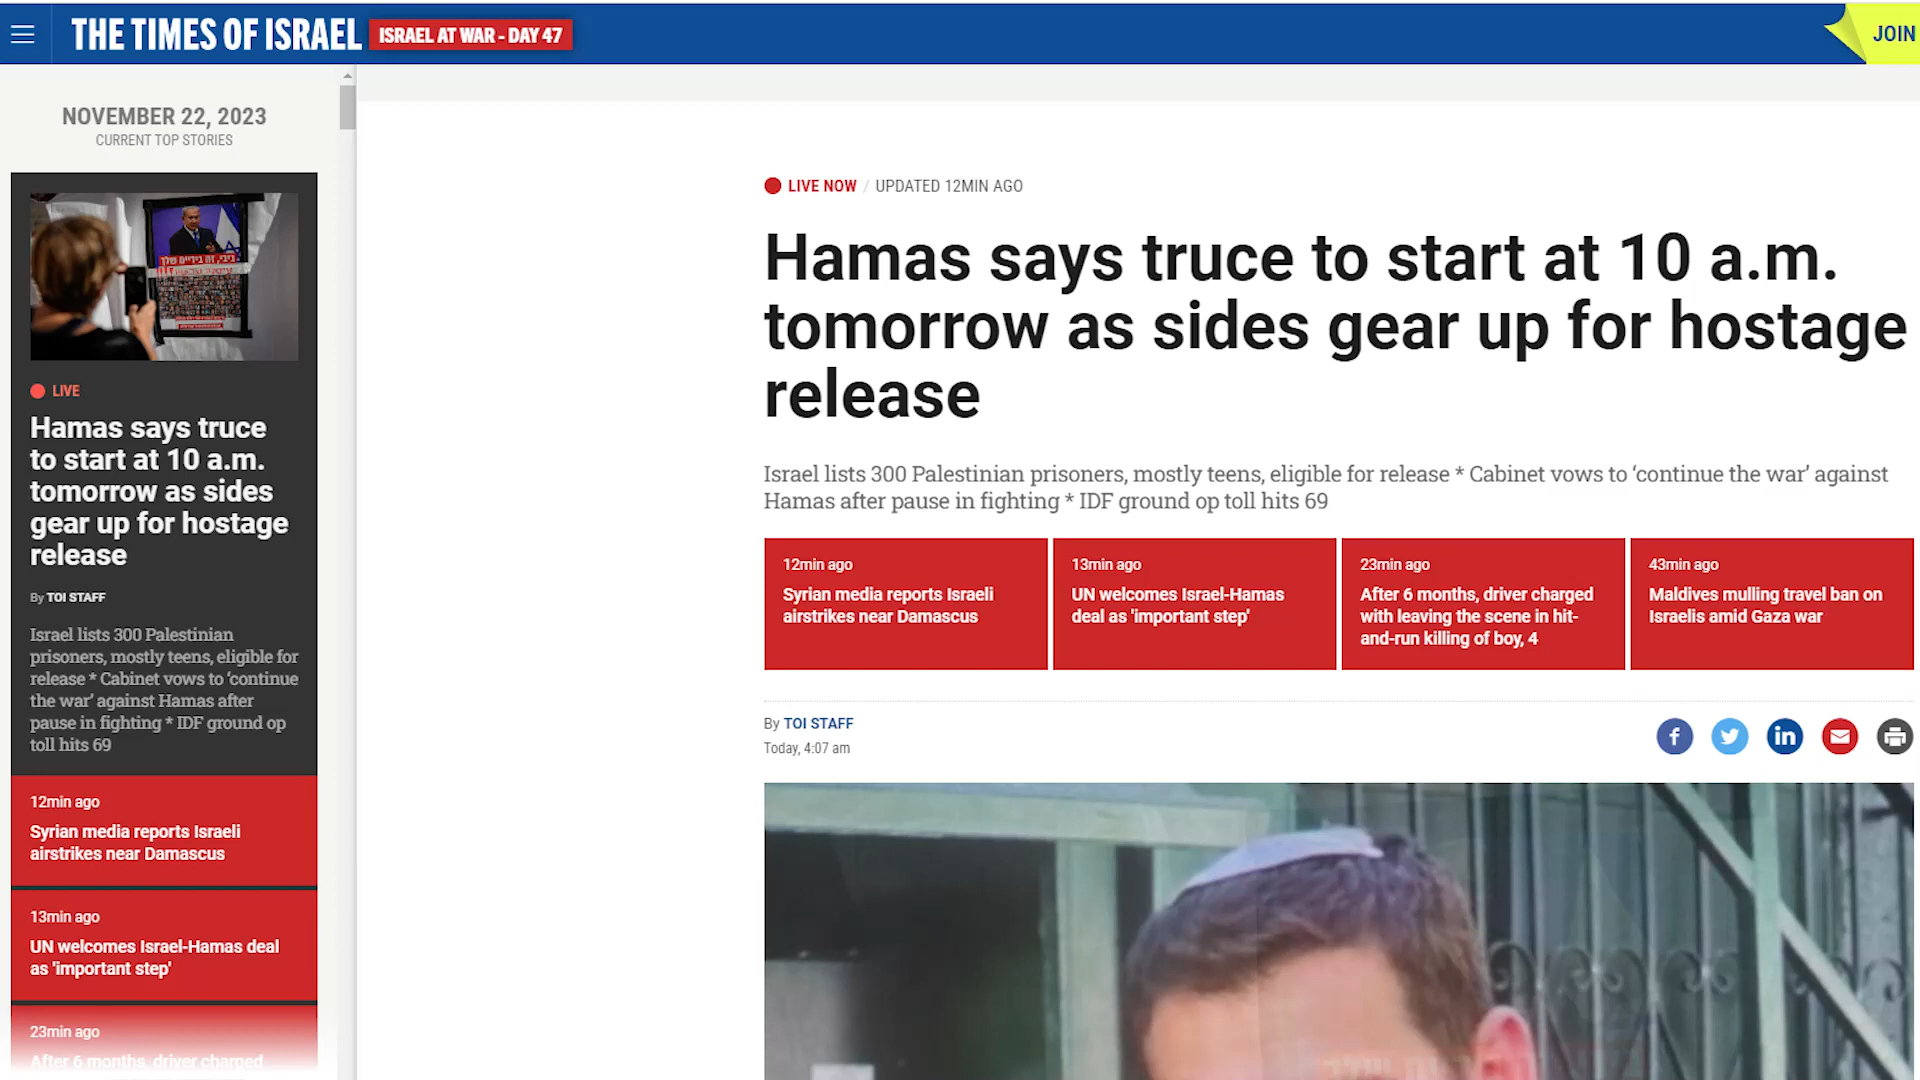 THE TIMES OF ISRAEL
ISRAEL AT WAR - DAY 47
JOIN
NOVEMBER 22, 2023
CURRENT TOP STORIES
ביבי, זה בידיים שלך
LIVE
Hamas says truce
to start at 10 a.m.
tomorrow as sides
gear up for hostage
release
By TOI STAFF
Israel lists 300 Palestinian
prisoners, mostly teens, eligible for
release * Cabinet vows to ‘continue
the war’ against Hamas after
pause in fighting * IDF ground op
toll hits 69
12min ago
Syrian media reports Israeli
airstrikes near Damascus
13min ago
UN welcomes Israel-Hamas deal
as 'important step'
23min ago
After 6 months, driver charged
LIVE NOW / UPDATED 12MIN AGO
Hamas says truce to start at 10 a.m.
tomorrow as sides gear up for hostage
release
Israel lists 300 Palestinian prisoners, mostly teens, eligible for release * Cabinet vows to ‘continue the war’ against
Hamas after pause in fighting * IDF ground op toll hits 69
12min ago
Syrian media reports Israeli
airstrikes near Damascus
13min ago
UN welcomes Israel-Hamas
deal as 'important step'
23min ago
After 6 months, driver charged
with leaving the scene in hit-
and-run killing of boy, 4
43min ago
Maldives mulling travel ban on
Israelis amid Gaza war
By TOI STAFF
Today, 4:07 am